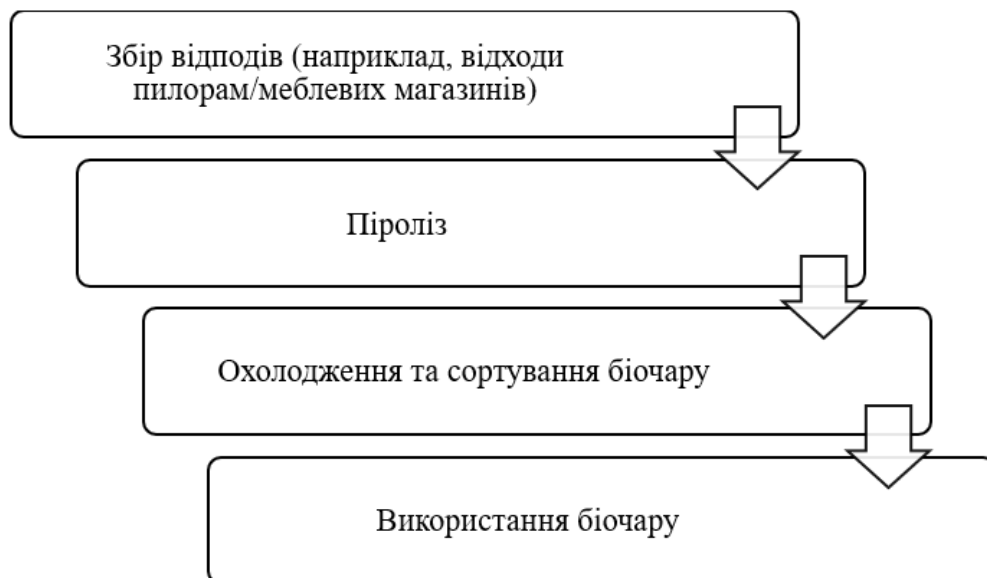 Збір відподів (наприклад, відходи
пилорам/меблевих магазинів)
Піроліз
Охолодження та сортування біочару
Використання біочару